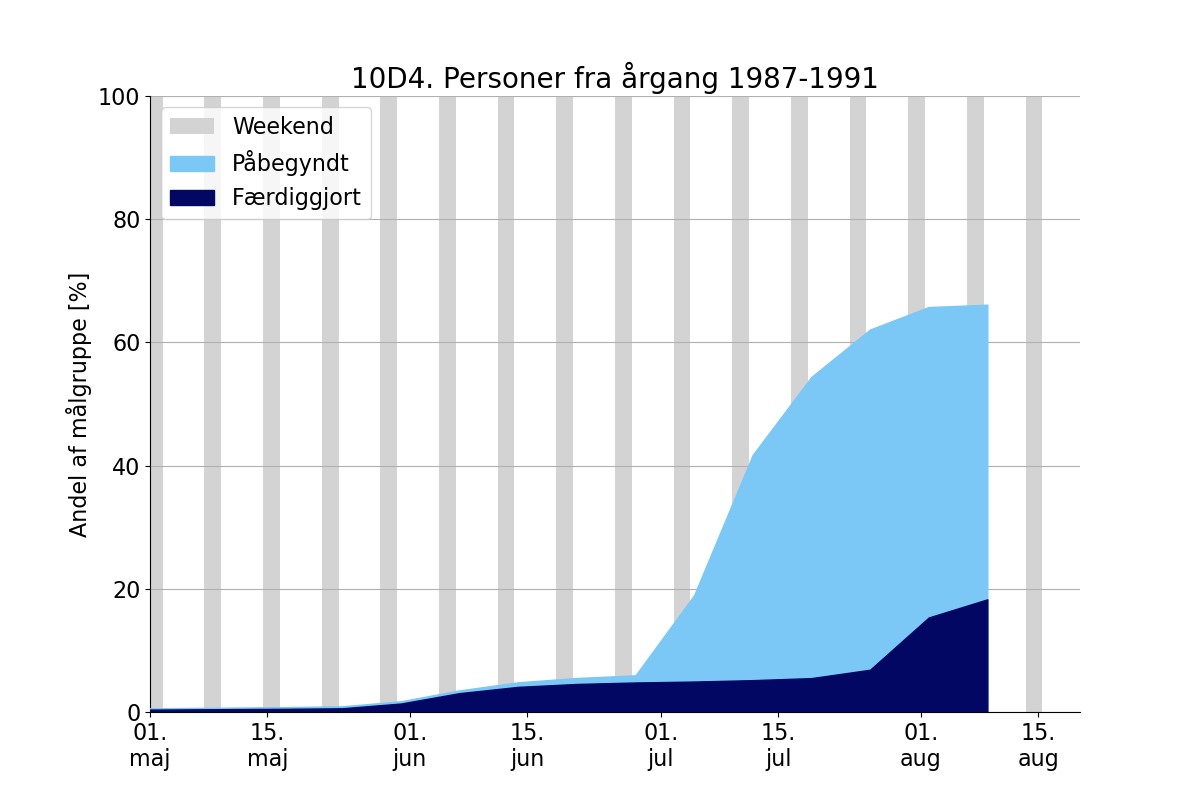 10D4. Personer fra årgang 1987-1991
Andel af målgruppe [%]
100
80
60
40
20
0
Weekend
Påbegyndt
Færdiggjort
01. maj
15. maj
01. jun
15. jun
01. jul
15. jul
01. aug
15. aug